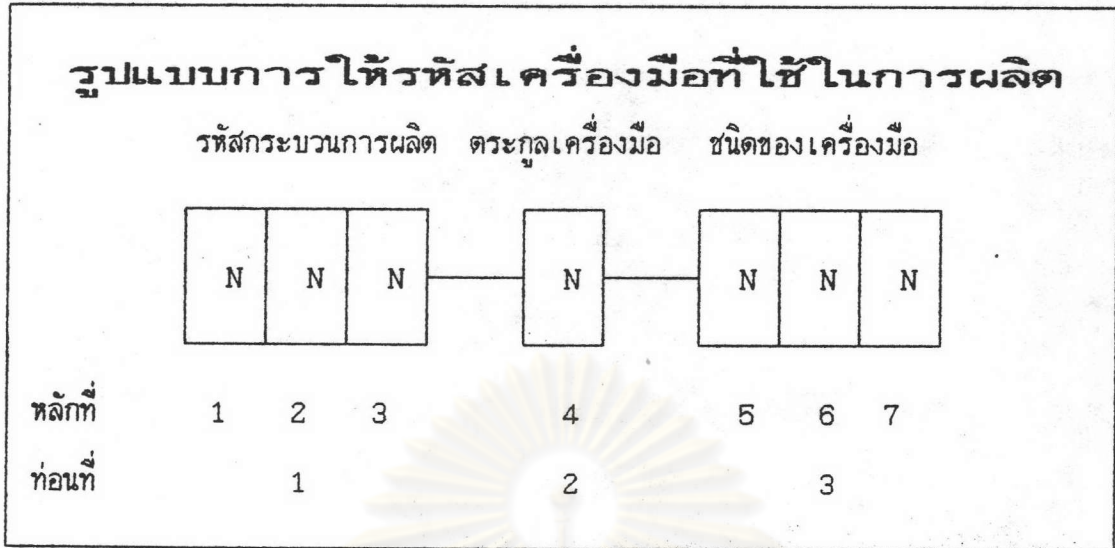 รูปแบบการให้รหัสเครื่องมือที่ใช้ในการผลิต
รหัสกระบวนการผลิต ตระกูลเครื่องมือ ชนิดของเครื่องมือ
N N N N N N N
หลักที่ 1 2 3 4 5 6 7
ท่อนที่ 1 2 3